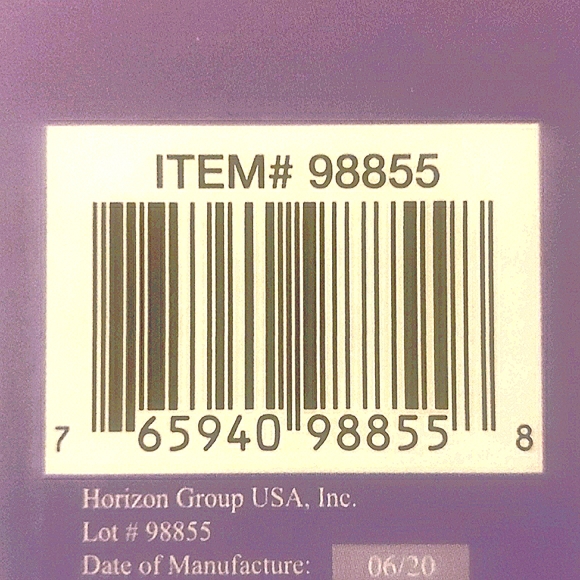 ITEM# 98855
7 65940 98855 8
Horizon Group USA, Inc.
Lot # 98855
Date of Manufacture: 06/20